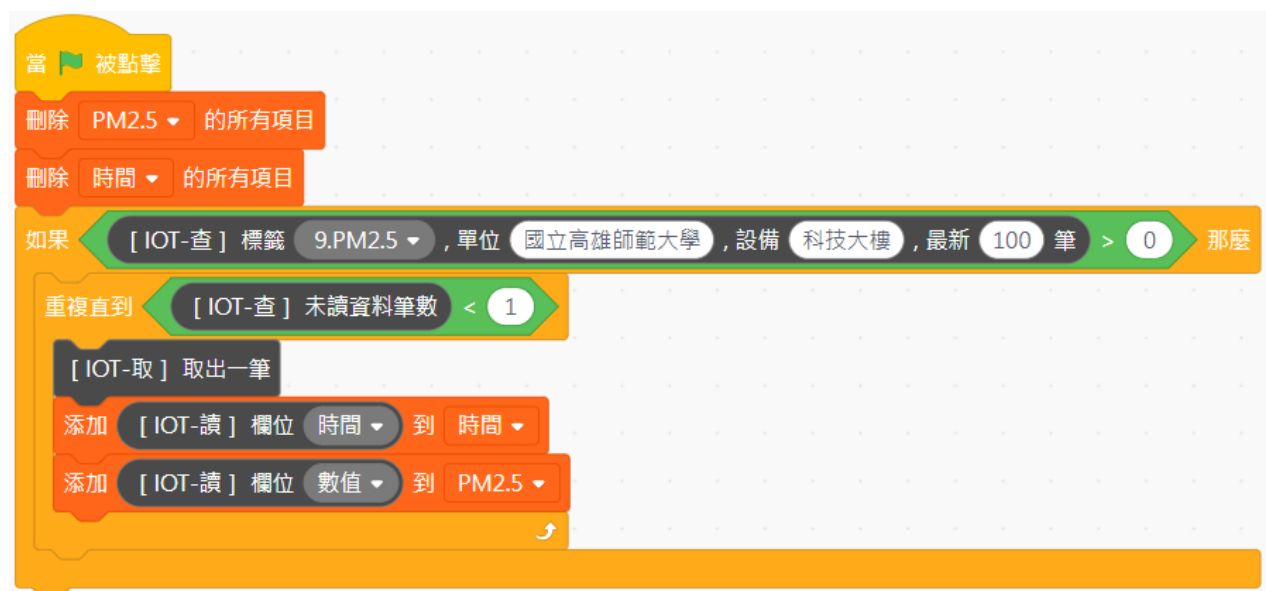 當 被點擊
刪除 PM2.5 的所有項目
刪除 時間 的所有項目
如果 [ IOT-查 ] 標籤 9.PM2.5 , 單位 國立高雄師範大學 , 設備 科技大樓 , 最新 100 筆 > 0 那麼
重複直到 [ IOT-查 ] 未讀資料筆數 < 1
[ IOT-取 ] 取出一筆
添加 [ IOT-讀 ] 欄位 時間 到 時間
添加 [ IOT-讀 ] 欄位 數值 到 PM2.5